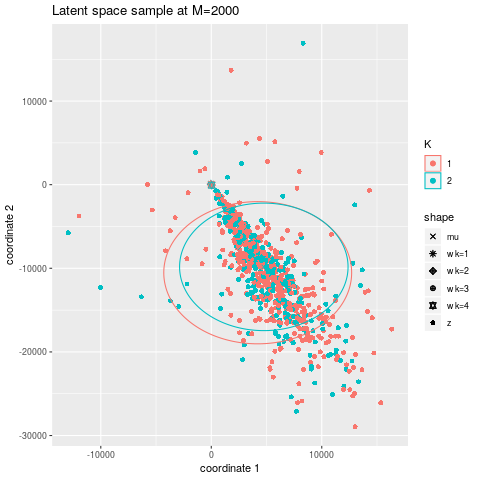 Latent space sample at M=2000
10000
0
-10000
-20000
-30000
-10000
0
10000
coordinate 1
coordinate 2
K
1
2
shape
mu
w k=1
w k=2
w k=3
w k=4
z